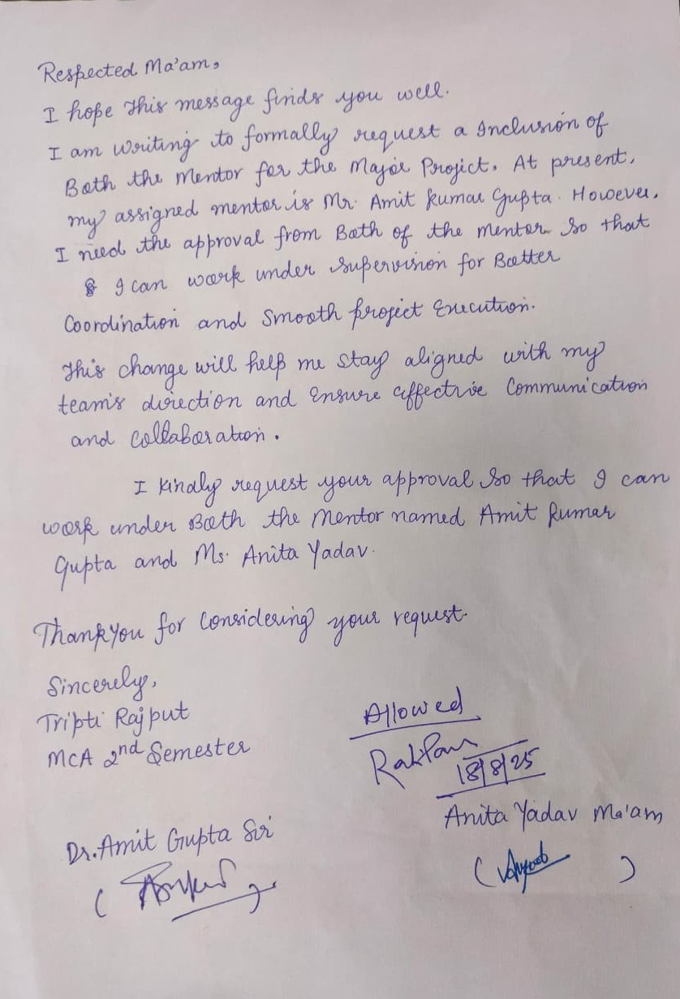 Respected Ma'am,
I hope this message finds you well.
I am writing to formally request a Inclusion of
Both the Mentor for the Major Project. At present,
my assigned mentor is Mr. Amit Kumar Gupta. However,
I need the approval from Both of the mentor so that
I can work under supervision for Better
Coordination and Smooth project Execution.
This change will help me stay aligned with my
team's direction and Ensure effective Communication
and collaboration.
I kindly request your approval so that I can
work under Both the Mentor named Amit Kumar
Gupta and Ms. Anita Yadav.
Thankyou for Considering your request.
Sincerely,
Tripti Rajput
MCA 2nd Semester
Allowed
18/8/25
Anita Yadav Ma'am
Dr. Amit Gupta Sir